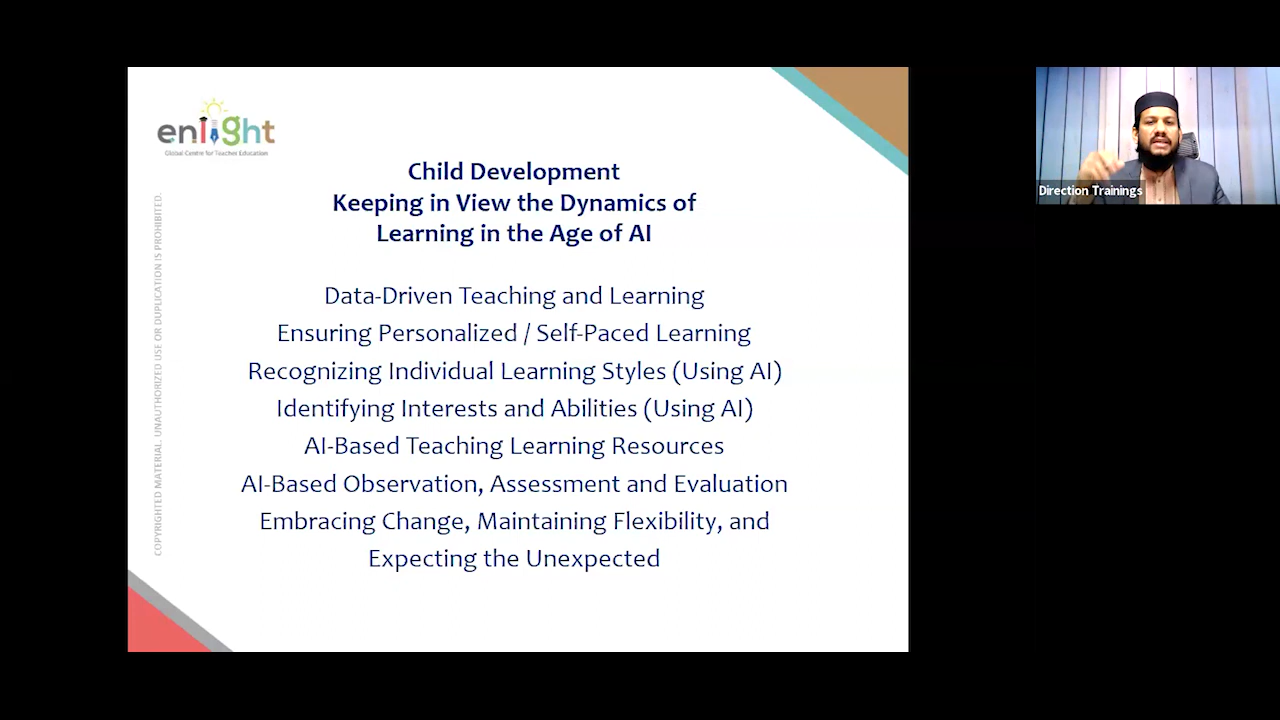 enlight
Global Centre for Teacher Education
Child Development
Keeping in View the Dynamics of
Learning in the Age of AI
Data-Driven Teaching and Learning
Ensuring Personalized / Self-Paced Learning
Recognizing Individual Learning Styles (Using AI)
Identifying Interests and Abilities (Using AI)
AI-Based Teaching Learning Resources
AI-Based Observation, Assessment and Evaluation
Embracing Change, Maintaining Flexibility, and
Expecting the Unexpected
COPYRIGHTED MATERIAL. UNAUTHORIZED USE OR DUPLICATION IS PROHIBITED.
Direction Trainings